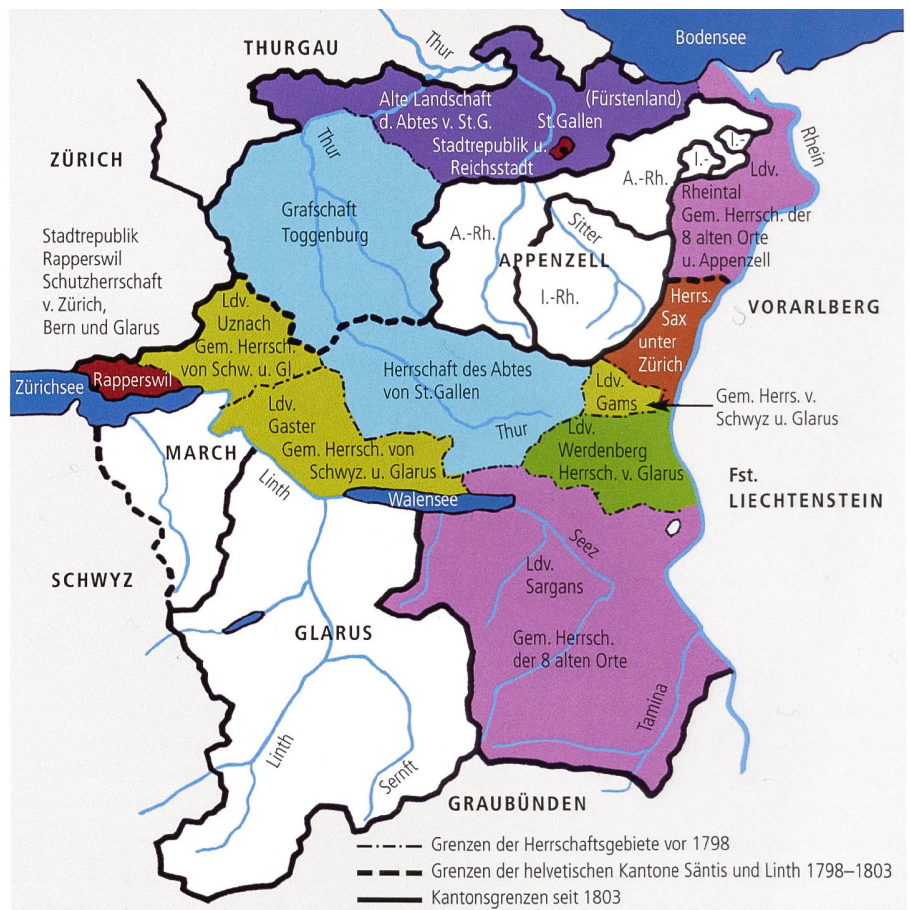 THURGAU
Thur
Bodensee
Alte Landschaft
d. Abtes v. St.G.
(Fürstenland)
St.Gallen
Stadtrepublik u.
Reichsstadt
Thur
ZÜRICH
Rhein
I.-
I.-
A.-Rh.
Ldv.
Rheintal
Gem. Herrsch. der
8 alten Orte
u. Appenzell
Grafschaft
Toggenburg
Sitter
A.-Rh.
APPENZELL
I.-Rh.
Stadtrepublik
Rapperswil
Schutzherrschaft
v. Zürich,
Bern und Glarus
Ldv.
Uznach
Gem. Herrsch.
von Schw. u. Gl.
Herrs.
Sax
unter
Zürich
VORARLBERG
Zürichsee
Rapperswil
Herrschaft des Abtes
von St.Gallen
Ldv.
Gams
Gem. Herrs. v.
Schwyz u. Glarus
Ldv.
Gaster
Gem. Herrsch. von
Schwyz. u. Glarus
Thur
Ldv.
Werdenberg
Herrsch. v. Glarus
MARCH
Linth
Walensee
Fst.
LIECHTENSTEIN
Seez
Ldv.
Sargans
SCHWYZ
GLARUS
Gem. Herrsch.
der 8 alten Orte
Tamina
Linth
Sernft
GRAUBÜNDEN
Grenzen der Herrschaftsgebiete vor 1798
Grenzen der helvetischen Kantone Säntis und Linth 1798–1803
Kantonsgrenzen seit 1803